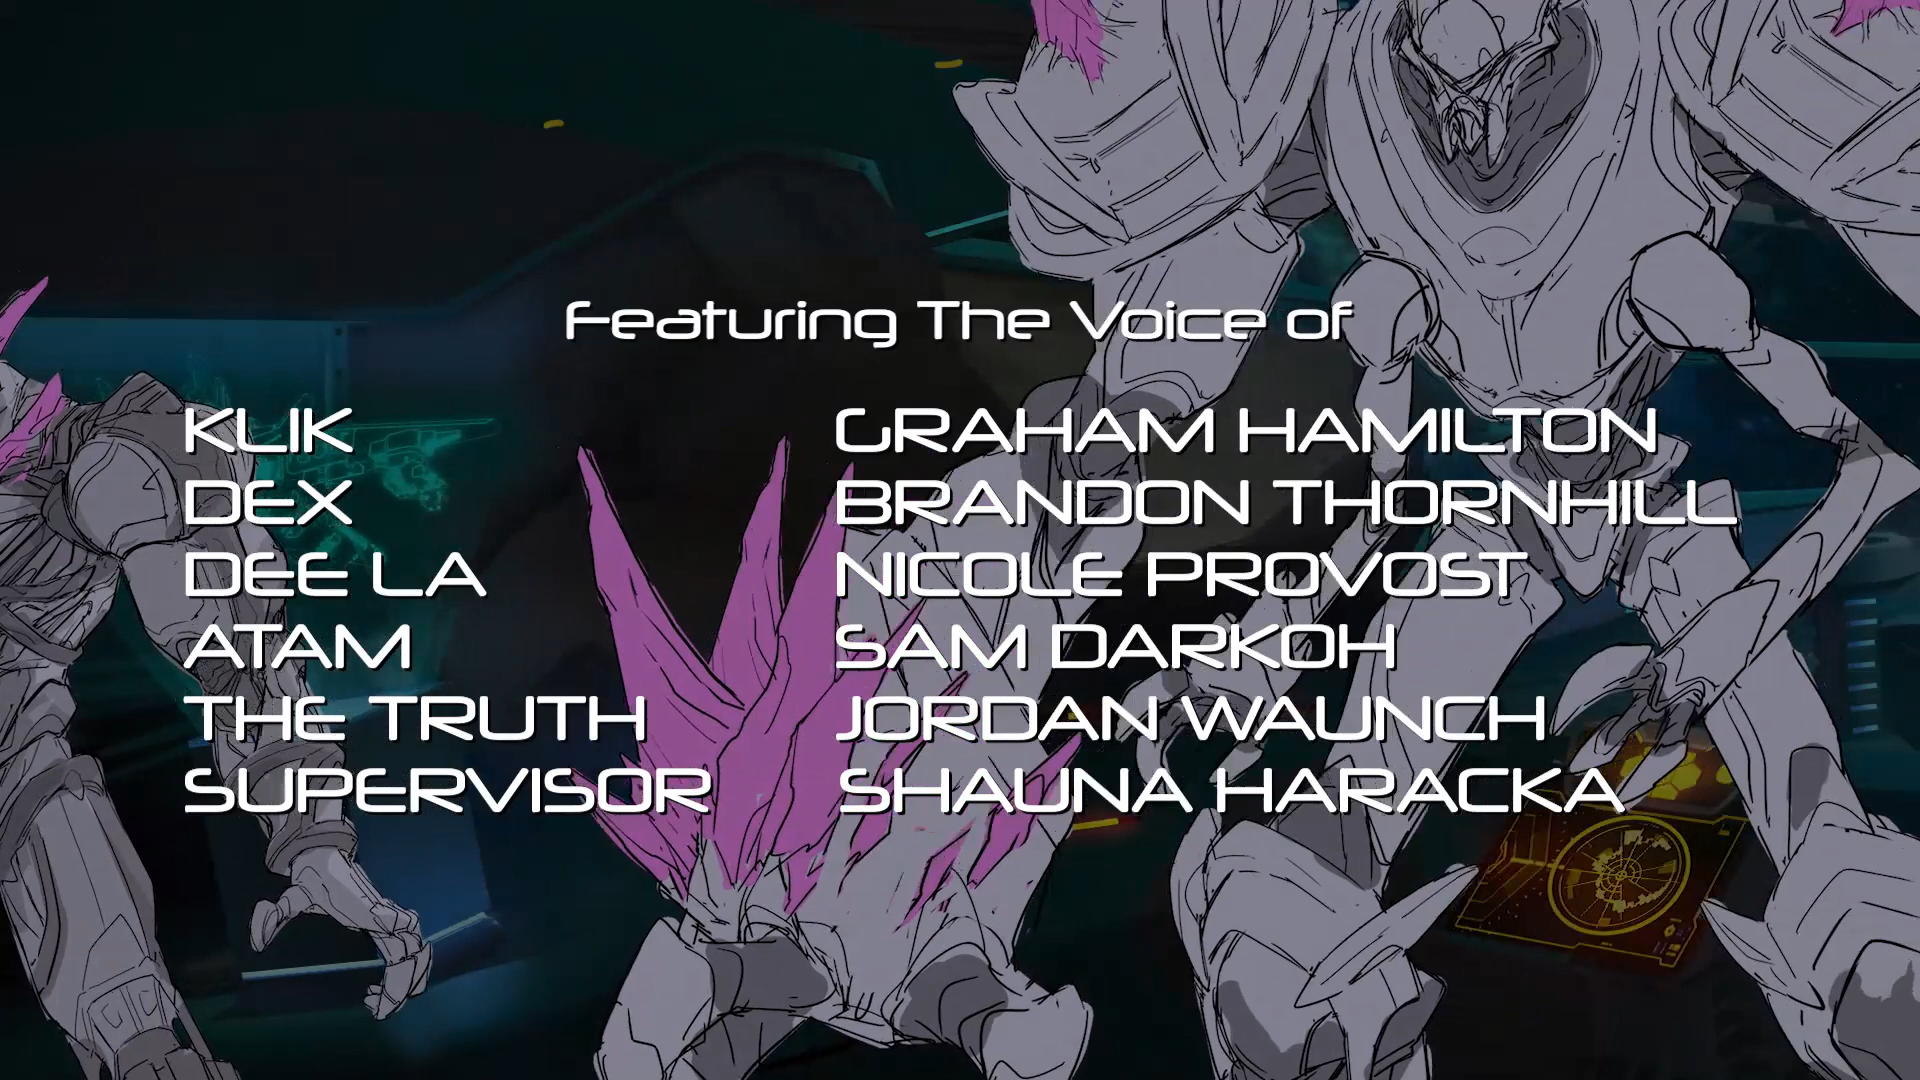 Featuring The Voice of
KLIK GRAHAM HAMILTON
DEX BRANDON THORNHILL
DEE LA NICOLE PROVOST
ATAM SAM DARKOH
THE TRUTH JORDAN WAUNCH
SUPERVISOR SHAUNA HARACKA